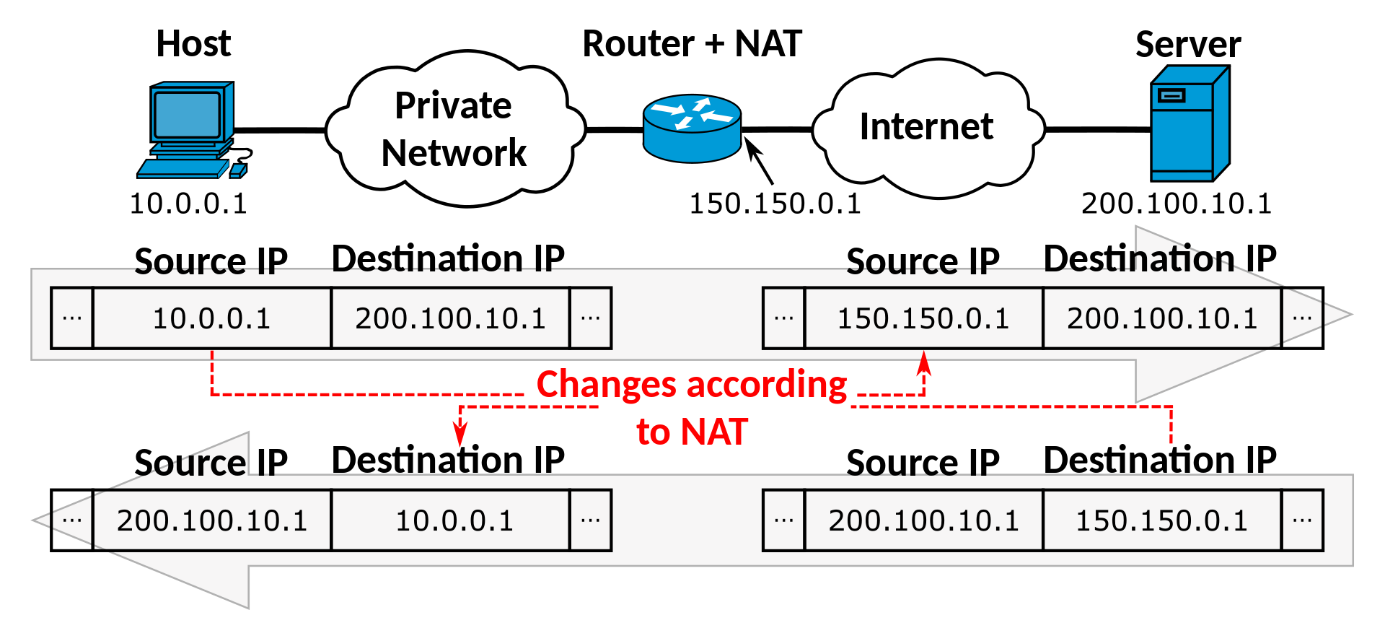 Host
Router + NAT
Server
Private
Network
Internet
10.0.0.1
150.150.0.1
200.100.10.1
Source IP Destination IP
Source IP Destination IP
... 10.0.0.1 200.100.10.1 ...
... 150.150.0.1 200.100.10.1 ...
Changes according
to NAT
Source IP Destination IP
Source IP Destination IP
... 200.100.10.1 10.0.0.1 ...
... 200.100.10.1 150.150.0.1 ...